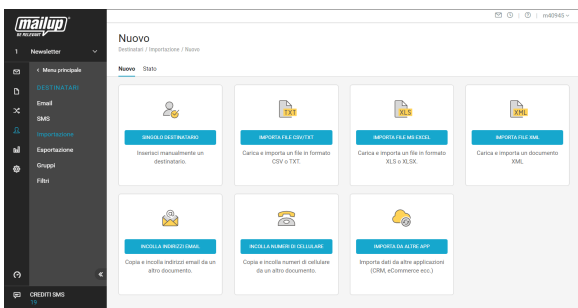 mailup
BE RELEVANT
m40945
1 Newsletter
Menu principale
DESTINATARI
Email
SMS
Importazione
Esportazione
Gruppi
Filtri
CREDITI SMS
19
Nuovo
Destinatari / Importazione / Nuovo
Nuovo Stato
SINGOLO DESTINATARIO
Inserisci manualmente un
destinatario.
TXT
IMPORTA FILE CSV/TXT
Carica e importa un file in formato
CSV o TXT.
XLS
IMPORTA FILE MS EXCEL
Carica e importa un file in formato
XLS o XLSX.
XML
IMPORTA FILE XML
Carica e importa un documento
XML
INCOLLA INDIRIZZI EMAIL
Copia e incolla indirizzi email da un
altro documento.
INCOLLA NUMERI DI CELLULARE
Copia e incolla numeri di cellulare
da un altro documento.
IMPORTA DA ALTRE APP
Importa dati da altre applicazioni
(CRM, eCommerce ecc.)